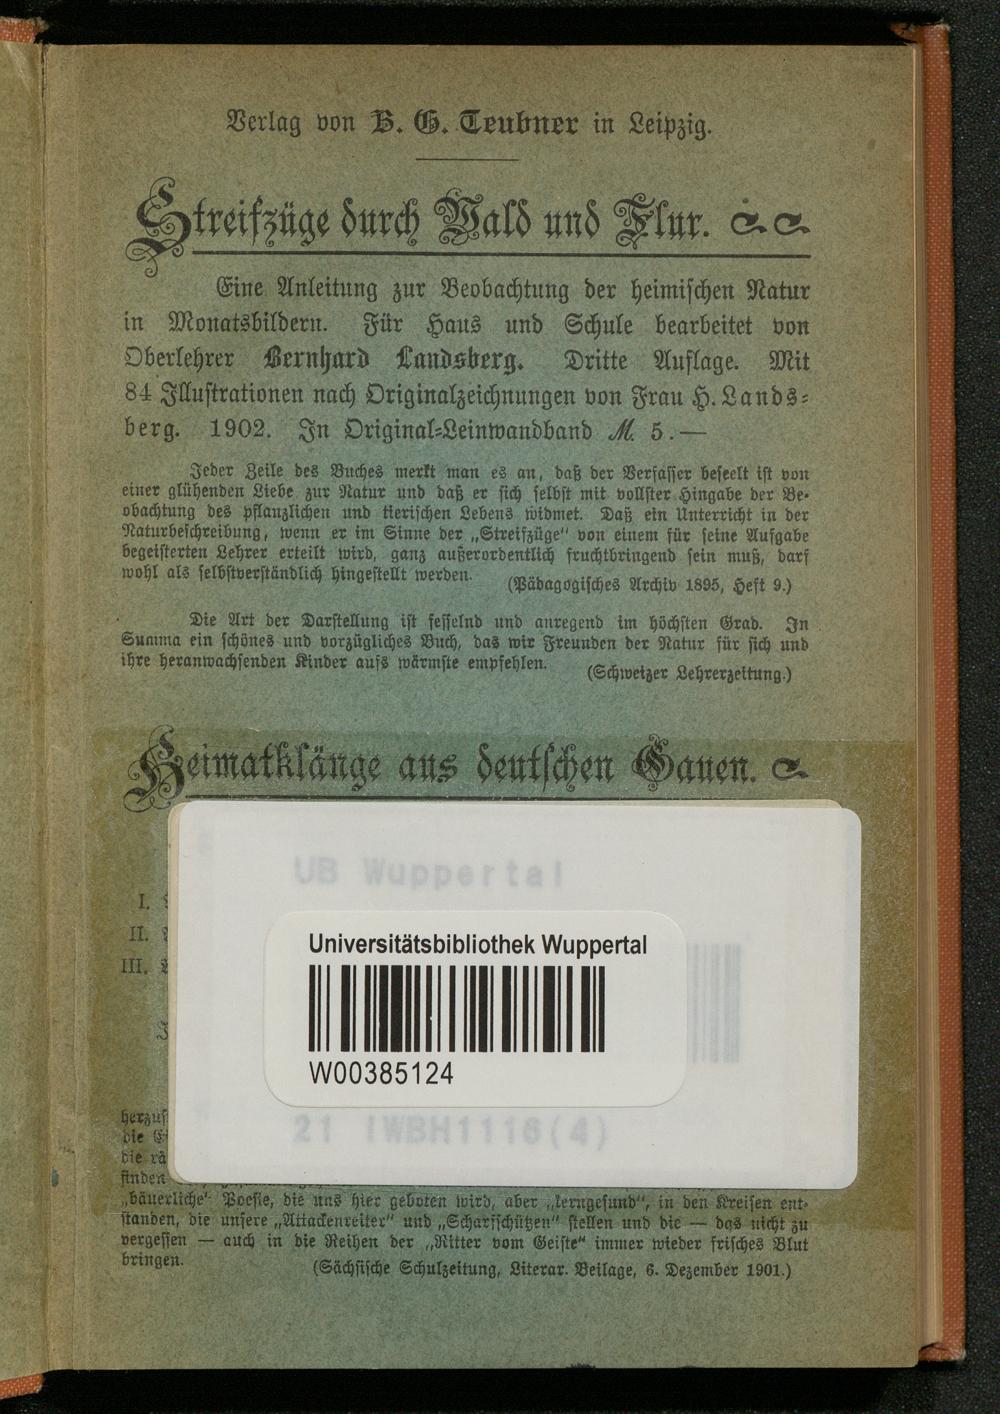 Verlag von B. G. Teubner in Leipzig.
Streifzüge durch Wald und Flur.
Eine Anleitung zur Beobachtung der heimischen Natur
in Monatsbildern. Für Haus und Schule bearbeitet von
Oberlehrer Bernhard Landsberg. Dritte Auflage. Mit
84 Illustrationen nach Originalzeichnungen von Frau H. Lands-
berg. 1902. In Original-Leinwandband M. 5.—
Jeder Zeile des Buches merkt man es an, daß der Verfasser beseelt ist von
einer glühenden Liebe zur Natur und daß er sich selbst mit vollster Hingabe der Be-
obachtung des pflanzlichen und tierischen Lebens widmet. Daß ein Unterricht in der
Naturbeschreibung, wenn er im Sinne der „Streifzüge“ von einem für seine Aufgabe
begeisterten Lehrer erteilt wird, ganz außerordentlich fruchtbringend sein muß, darf
wohl als selbstverständlich hingestellt werden.
(Pädagogisches Archiv 1895, Heft 9.)
Die Art der Darstellung ist fesselnd und anregend im höchsten Grad. In
Summa ein schönes und vorzügliches Buch, das wir Freunden der Natur für sich und
ihre heranwachsenden Kinder aufs wärmste empfehlen.
(Schweizer Lehrerzeitung.)
Heimatklänge aus deutschen Gauen.
UB Wuppertal
I.
II.
III.
Universitätsbibliothek Wuppertal
W00385124
21 IWBH1116(4)
die
die
finden
„bäuerliche“ Poesie, die uns hier geboten wird, aber „kerngesund“, in den Kreisen ent-
standen, die unsere „Attackenreiter“ und „Scharfschützen“ stellen und die — das nicht zu
vergessen — auch in die Reihen der „Ritter vom Geiste“ immer wieder frisches Blut
bringen.
(Sächsische Schulzeitung, Literar. Beilage, 6. Dezember 1901.)